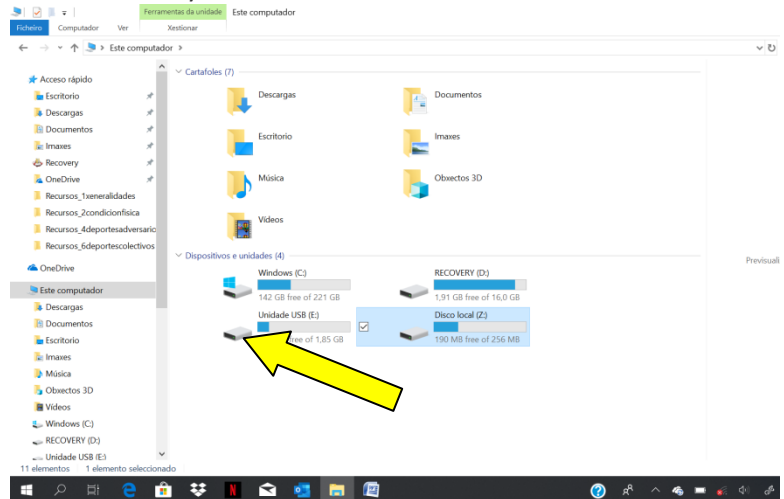 Ferramentas da unidade Este computador
Ficheiro Computador Ver Xestionar
Este computador
Acceso rápido
Escritorio
Descargas
Documentos
Imaxes
Recovery
OneDrive
Recursos_1xeneralidades
Recursos_2condicionfisica
Recursos_4deportesadversario
Recursos_6deportescolectivos
OneDrive
Este computador
Descargas
Documentos
Escritorio
Imaxes
Música
Obxectos 3D
Vídeos
Windows (C:)
RECOVERY (D:)
Unidade USB (E:)
Cartafoles (7)
Descargas
Documentos
Escritorio
Imaxes
Música
Obxectos 3D
Vídeos
Dispositivos e unidades (4)
Windows (C:)
142 GB free of 221 GB
RECOVERY (D:)
1,91 GB free of 16,0 GB
Unidade USB (E:)
free of 1,85 GB
Disco local (Z:)
190 MB free of 256 MB
Previsuali
11 elementos 1 elemento seleccionado